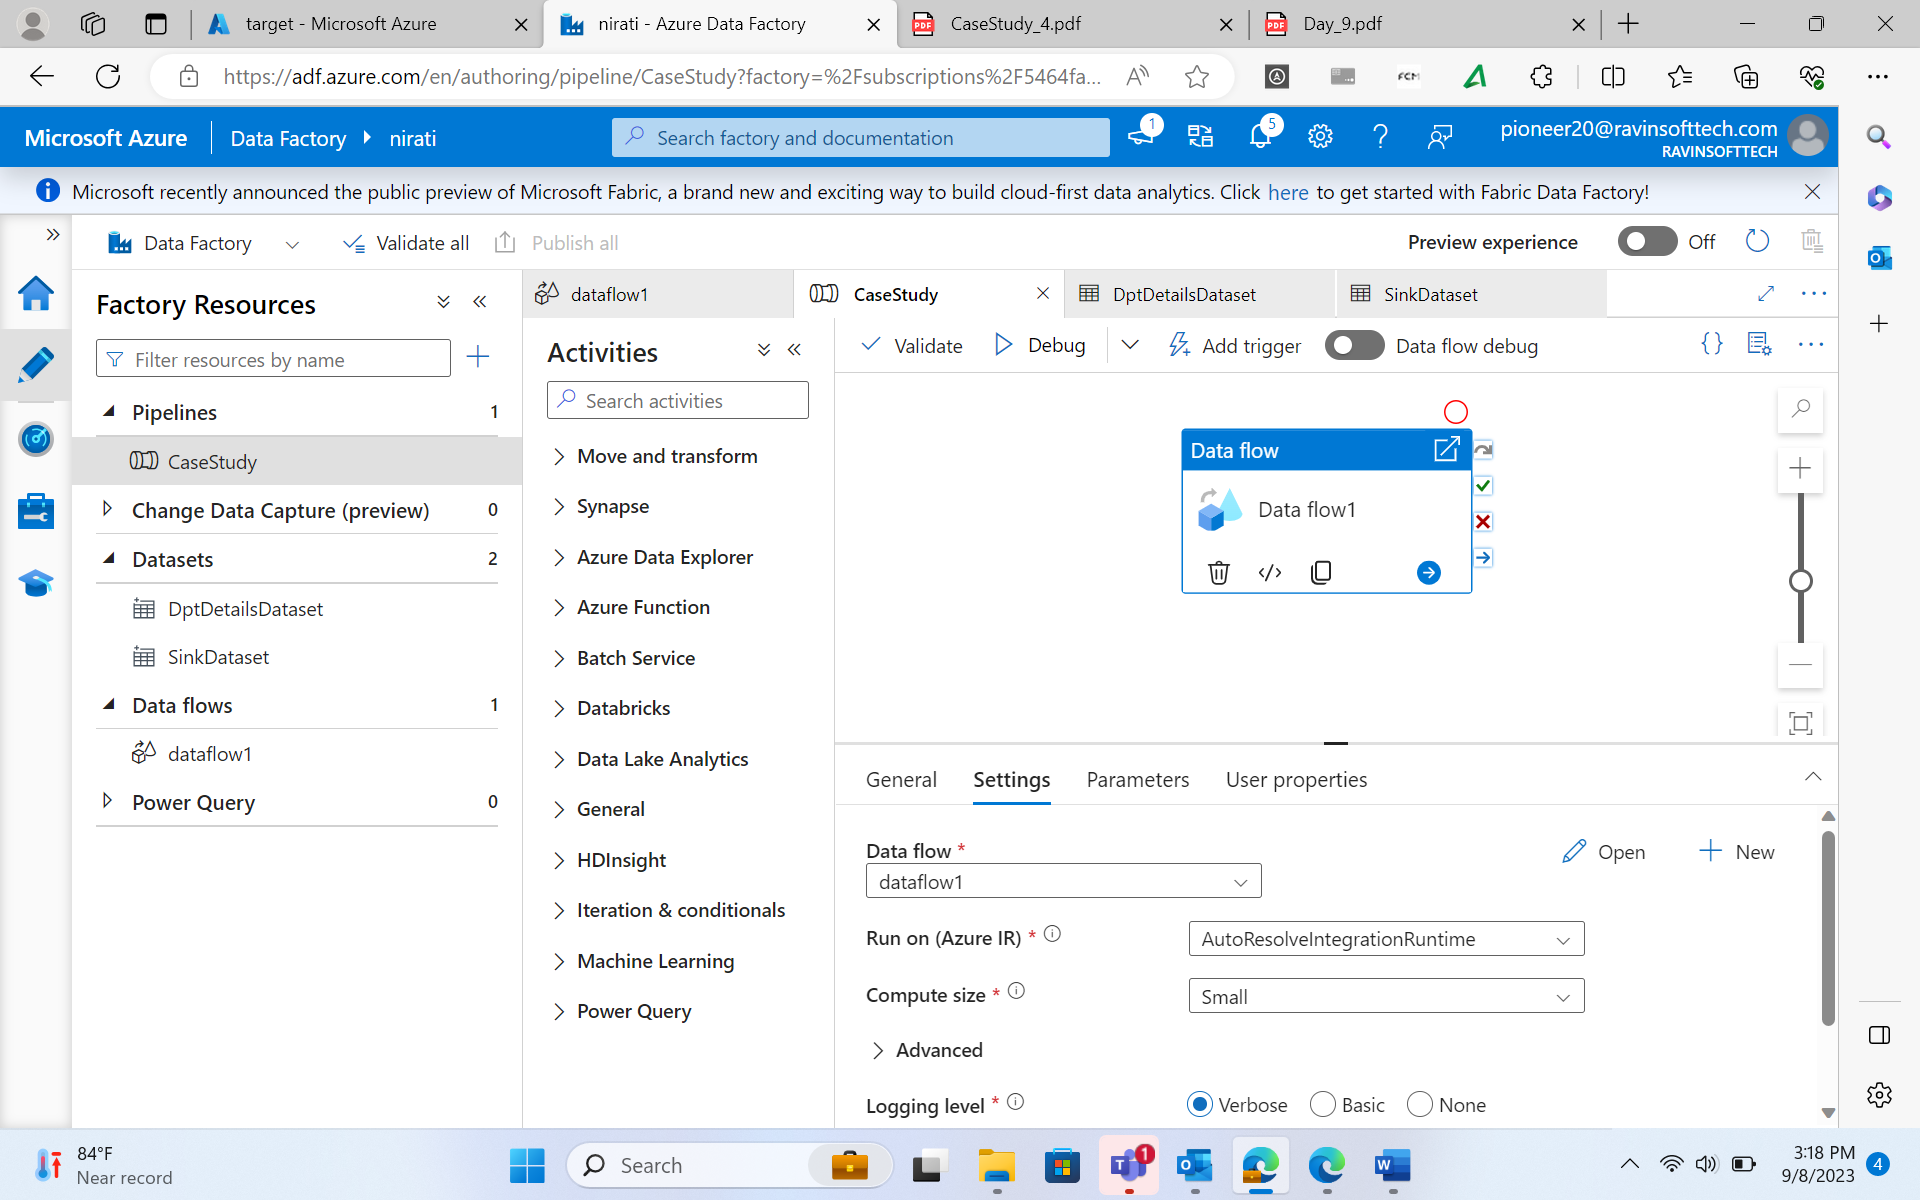 target - Microsoft Azure
nirati - Azure Data Factory
CaseStudy_4.pdf
Day_9.pdf
https://adf.azure.com/en/authoring/pipeline/CaseStudy?factory=%2Fsubscriptions%2F5464fa...
FCM
Microsoft Azure
Data Factory
nirati
Search factory and documentation
1
5
pioneer20@ravinsofttech.com
RAVINSOFTTECH
Microsoft recently announced the public preview of Microsoft Fabric, a brand new and exciting way to build cloud-first data analytics. Click here to get started with Fabric Data Factory!
Data Factory
Validate all
Publish all
Preview experience
Off
Factory Resources
Filter resources by name
Pipelines 1
CaseStudy
Change Data Capture (preview) 0
Datasets 2
DptDetailsDataset
SinkDataset
Data flows 1
dataflow1
Power Query 0
dataflow1
CaseStudy
DptDetailsDataset
SinkDataset
Activities
Search activities
Move and transform
Synapse
Azure Data Explorer
Azure Function
Batch Service
Databricks
Data Lake Analytics
General
HDInsight
Iteration & conditionals
Machine Learning
Power Query
Validate
Debug
Add trigger
Data flow debug
Data flow
Data flow1
General
Settings
Parameters
User properties
Data flow *
Open
New
dataflow1
Run on (Azure IR) *
AutoResolveIntegrationRuntime
Compute size *
Small
Advanced
Logging level *
Verbose
Basic
None
84°F
Near record
Search
1
3:18 PM
9/8/2023
4